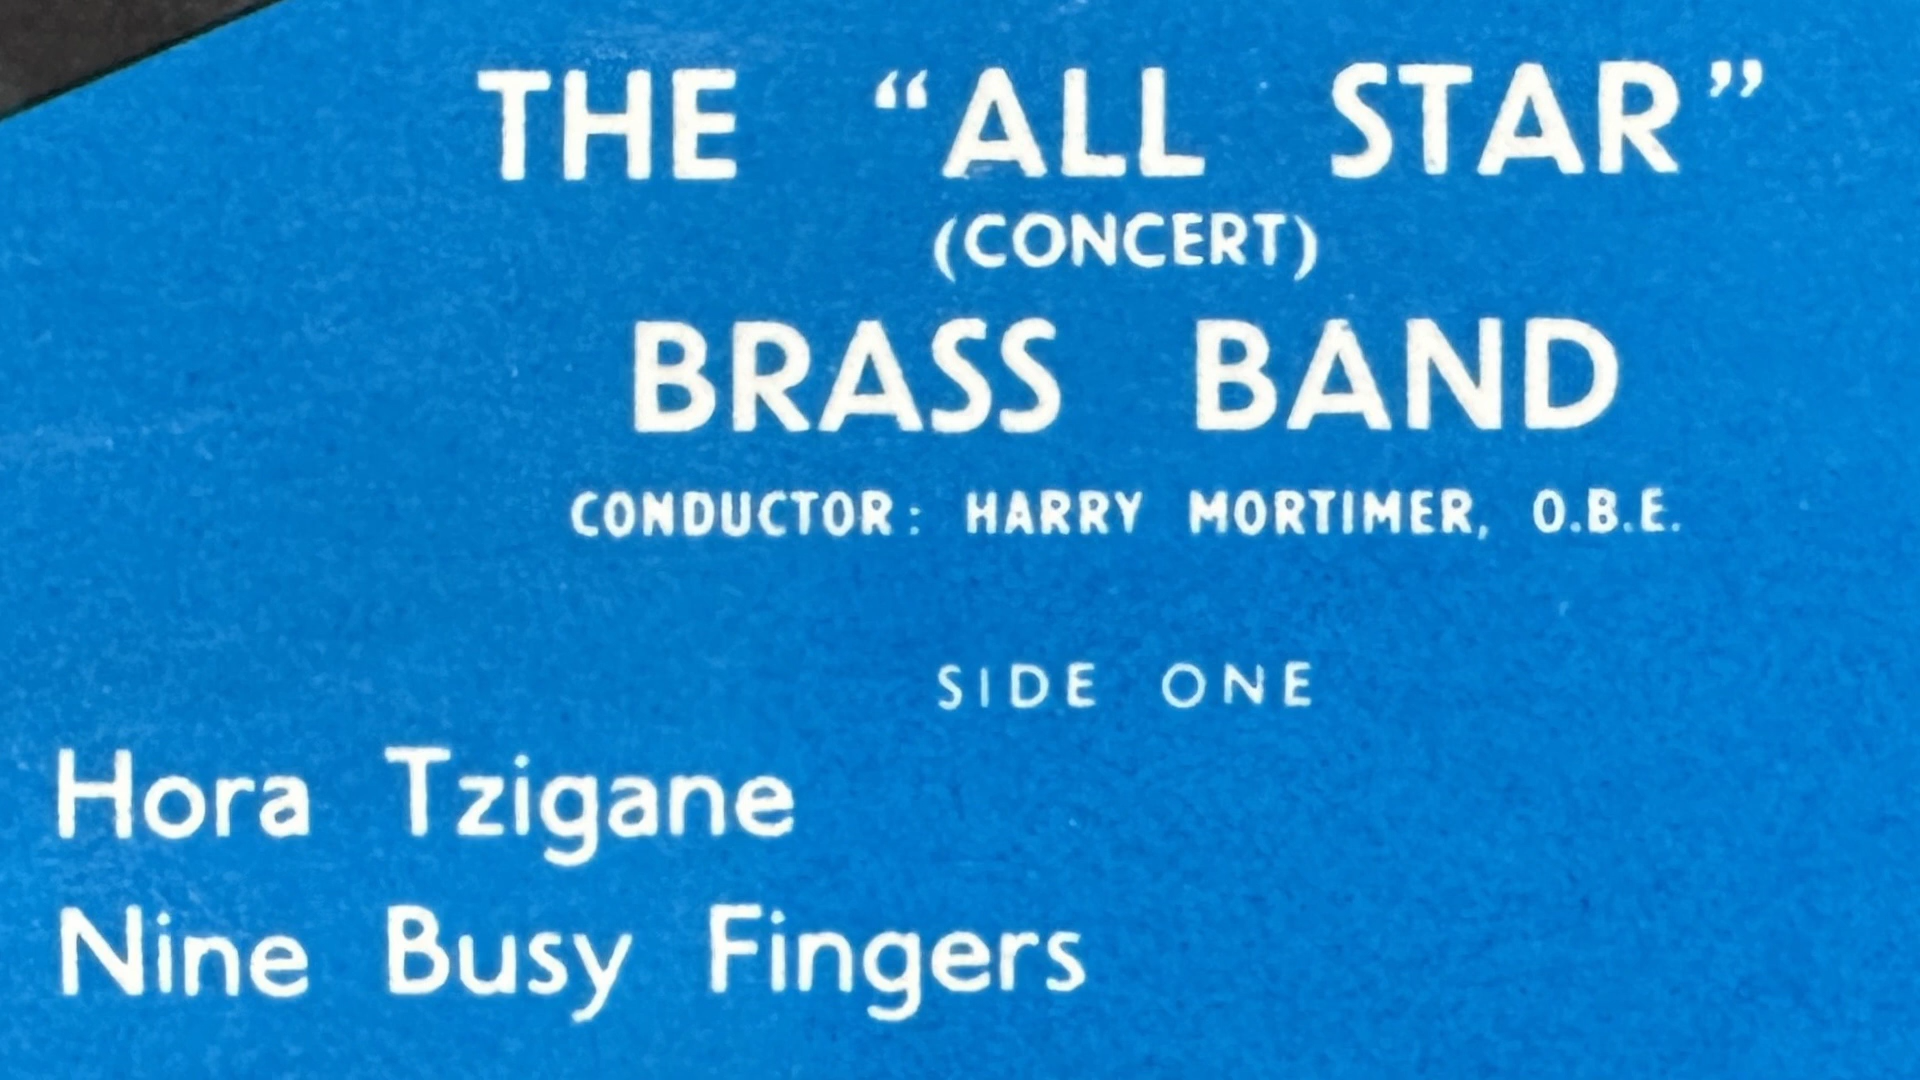 THE “ALL STAR”
(CONCERT)
BRASS BAND
CONDUCTOR: HARRY MORTIMER, O.B.E.
SIDE ONE
Hora Tzigane
Nine Busy Fingers